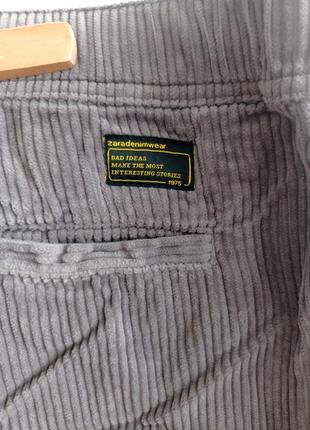 zaradenimwear
BAD IDEAS
MAKE THE MOST
INTERESTING STORIES
1975